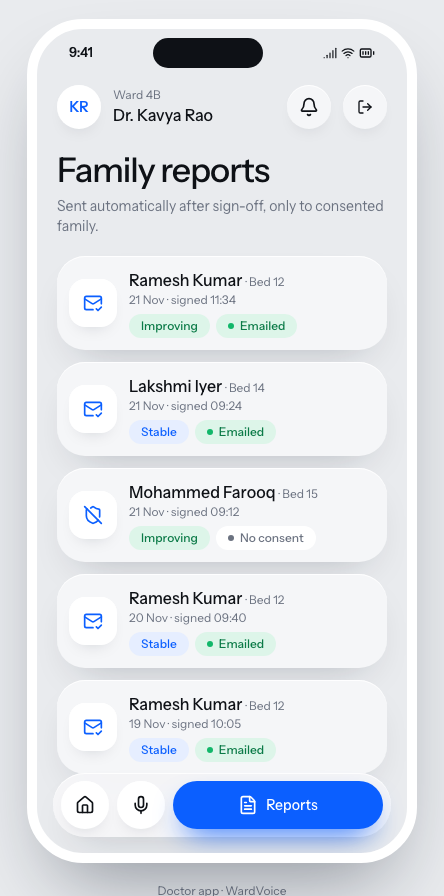 9:41
KR
Ward 4B
Dr. Kavya Rao
Family reports
Sent automatically after sign-off, only to consented
family.
Ramesh Kumar · Bed 12
21 Nov · signed 11:34
Improving Emailed
Lakshmi Iyer · Bed 14
21 Nov · signed 09:24
Stable Emailed
Mohammed Farooq · Bed 15
21 Nov · signed 09:12
Improving No consent
Ramesh Kumar · Bed 12
20 Nov · signed 09:40
Stable Emailed
Ramesh Kumar · Bed 12
19 Nov · signed 10:05
Stable Emailed
Reports
Doctor app · WardVoice